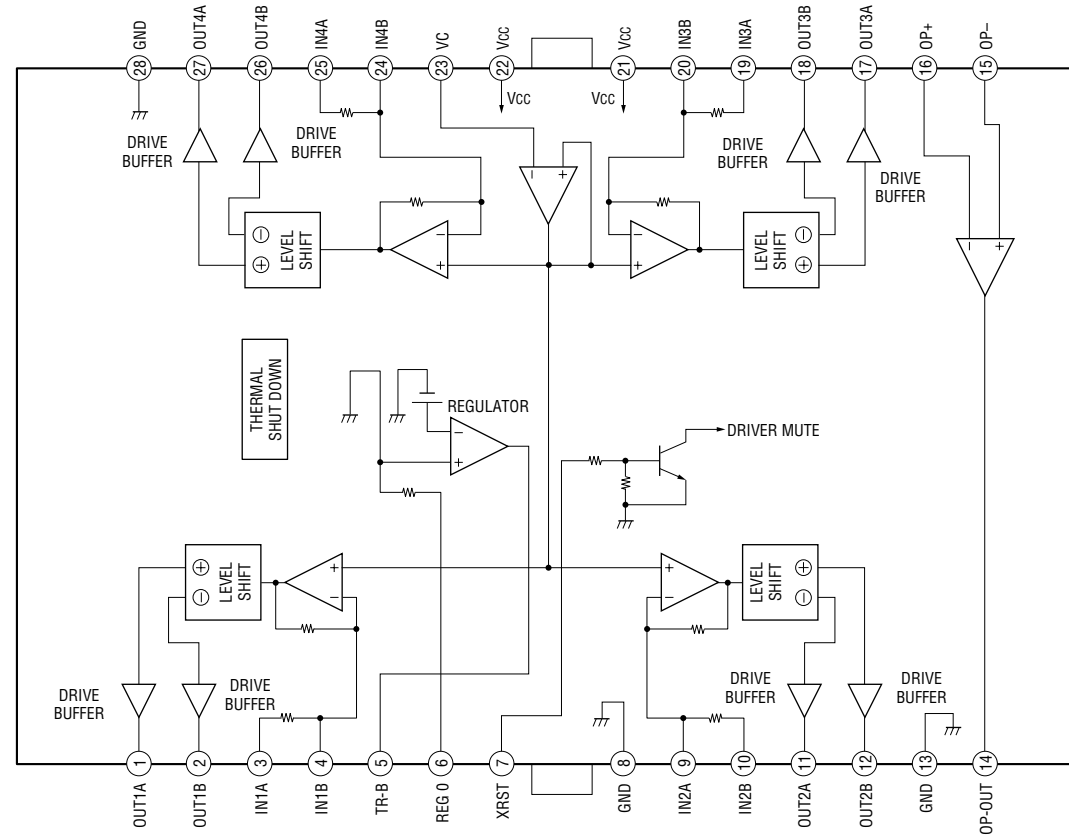 GND
OUT4A
OUT4B
IN4A
IN4B
VC
VCC
VCC
IN3B
IN3A
OUT3B
OUT3A
OP+
OP–
28
27
26
25
24
23
22
21
20
19
18
17
16
15
VCC
VCC
DRIVE
BUFFER
DRIVE
BUFFER
DRIVE
BUFFER
DRIVE
BUFFER
– +
– +
LEVEL
SHIFT
– +
– +
– +
LEVEL
SHIFT
– +
THERMAL
SHUT DOWN
REGULATOR
– +
DRIVER MUTE
+ –
LEVEL
SHIFT
+ –
+ –
LEVEL
SHIFT
+ –
DRIVE
BUFFER
DRIVE
BUFFER
DRIVE
BUFFER
DRIVE
BUFFER
1
2
3
4
5
6
7
8
9
10
11
12
13
14
OUT1A
OUT1B
IN1A
IN1B
TR-B
REG 0
XRST
GND
IN2A
IN2B
OUT2A
OUT2B
GND
OP-OUT